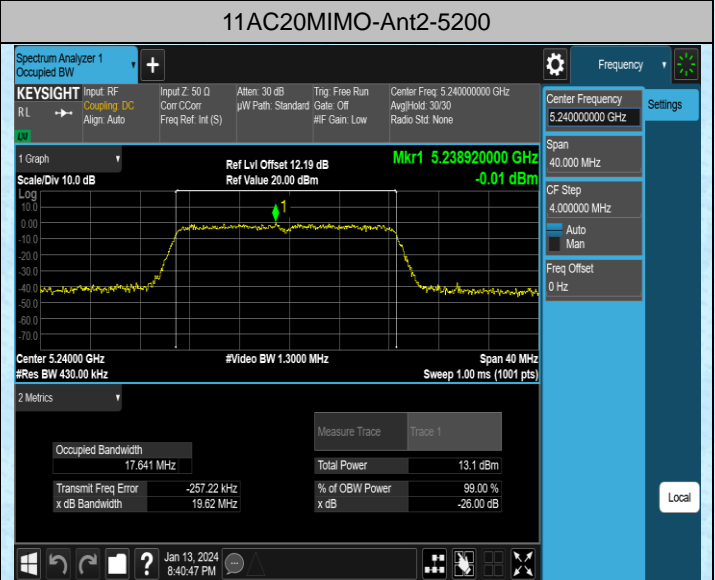 11AC20MIMO-Ant2-5200
Spectrum Analyzer 1
Occupied BW
+
Frequency
KEYSIGHT
RL
Input: RF
Coupling: DC
Align: Auto
Input Z: 50 Ω
Corr CCorr
Freq Ref: Int (S)
Atten: 30 dB
µW Path: Standard
Trig: Free Run
Gate: Off
#IF Gain: Low
Center Freq: 5.240000000 GHz
Avg|Hold: 30/30
Radio Std: None
Center Frequency
5.240000000 GHz
Settings
Span
40.000 MHz
CF Step
4.000000 MHz
Auto
Man
Freq Offset
0 Hz
1 Graph
Scale/Div 10.0 dB
Ref Lvl Offset 12.19 dB
Ref Value 20.00 dBm
Mkr1 5.238920000 GHz
-0.01 dBm
Log
10.0
0.00
-10.0
-20.0
-30.0
-40.0
-50.0
-60.0
-70.0
1
Center 5.24000 GHz
#Video BW 1.3000 MHz
Span 40 MHz
#Res BW 430.00 kHz
Sweep 1.00 ms (1001 pts)
2 Metrics
Measure Trace
Trace 1
Occupied Bandwidth
17.641 MHz
Total Power
13.1 dBm
Transmit Freq Error
-257.22 kHz
% of OBW Power
99.00 %
x dB Bandwidth
19.62 MHz
x dB
-26.00 dB
Local
?
Jan 13, 2024
8:40:47 PM